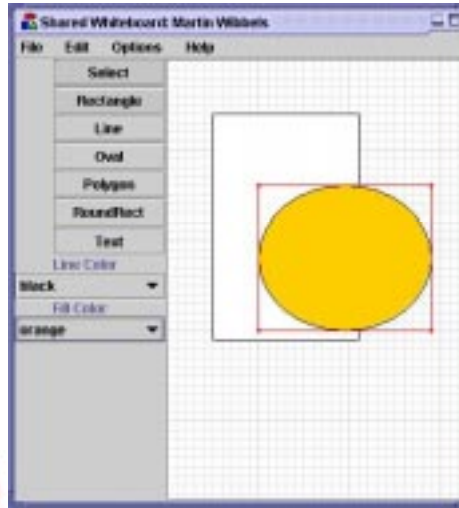 Shared Whiteboard: Martin Wibbels
File Edit Options Help
Select
Rectangle
Line
Oval
Polygon
RoundRect
Text
Line Color
black
Fill Color
orange